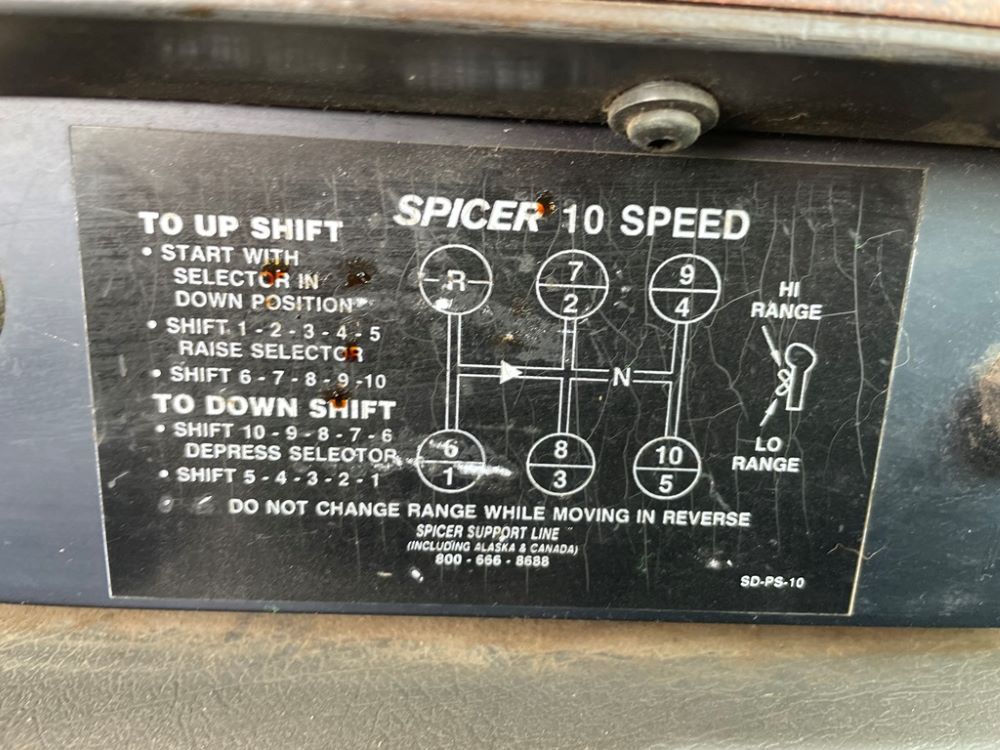 SPICER 10 SPEED
TO UP SHIFT
• START WITH
SELECTOR IN
DOWN POSITION
• SHIFT 1 - 2 - 3 - 4 - 5
RAISE SELECTOR
• SHIFT 6 - 7 - 8 - 9 -10
TO DOWN SHIFT
• SHIFT 10 - 9 - 8 - 7 - 6
DEPRESS SELECTOR
• SHIFT 5 - 4 - 3 - 2 - 1
R 7 9
2 4
N
6 8 10
1 3 5
HI
RANGE
LO
RANGE
DO NOT CHANGE RANGE WHILE MOVING IN REVERSE
SPICER SUPPORT LINE
(INCLUDING ALASKA & CANADA)
800 - 666 - 8688
SD-PS-10